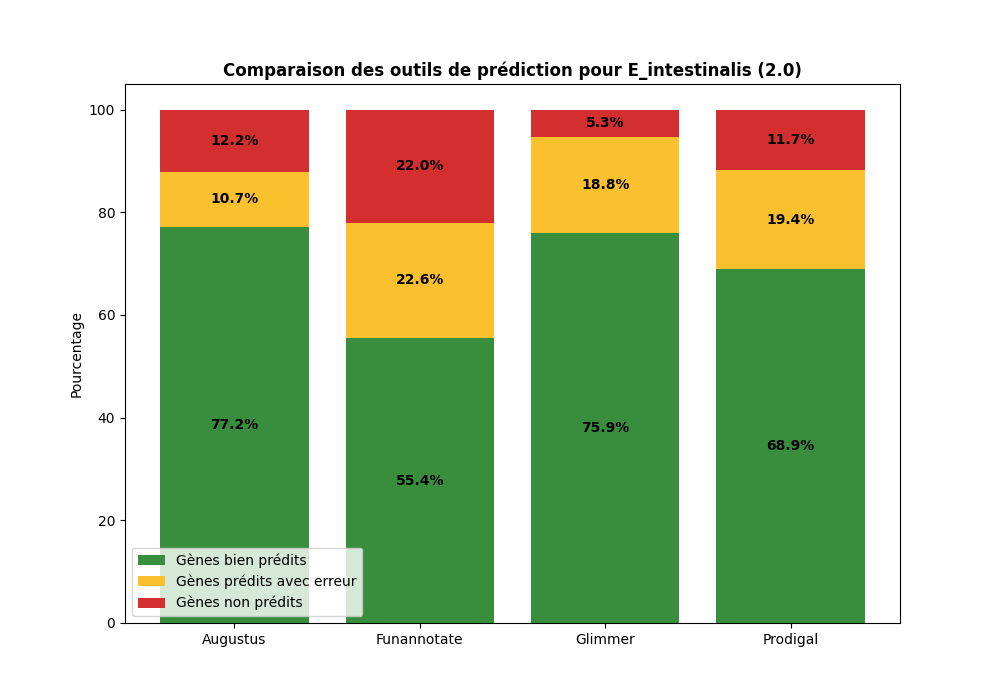 Comparaison des outils de prédiction pour E_intestinalis (2.0)
Pourcentage
100
80
60
40
20
0
12.2%
10.7%
77.2%
22.0%
22.6%
55.4%
5.3%
18.8%
75.9%
11.7%
19.4%
68.9%
Gènes bien prédits
Gènes prédits avec erreur
Gènes non prédits
Augustus
Funannotate
Glimmer
Prodigal